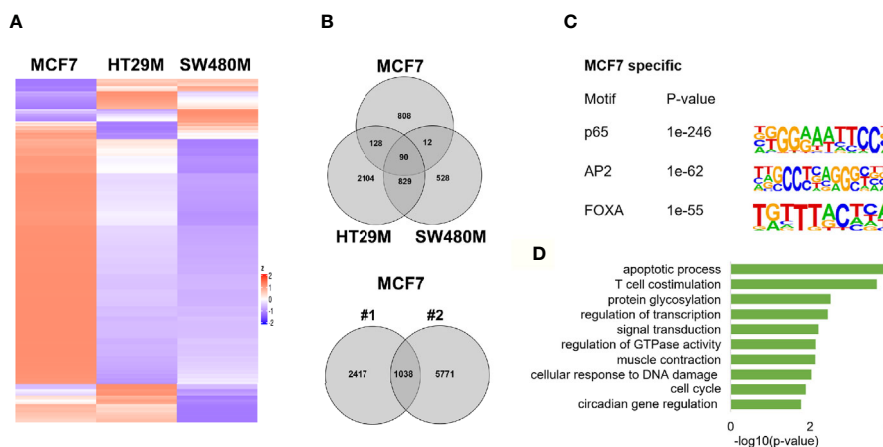 A
MCF7 HT29M SW480M
z
2
1
0
-1
-2
B
MCF7
808
128
12
90
2104
829
528
HT29M
SW480M
MCF7
#1
#2
2417
1038
5771
C
MCF7 specific
Motif P-value
p65 1e-246
AP2 1e-62
FOXA 1e-55
D
apoptotic process
T cell costimulation
protein glycosylation
regulation of transcription
signal transduction
regulation of GTPase activity
muscle contraction
cellular response to DNA damage
cell cycle
circadian gene regulation
0 2
-log10(p-value)